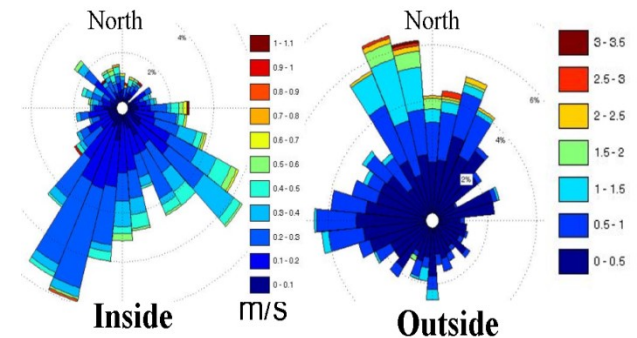 North
4%
2%
1 - 1.1
0.9 - 1
0.8 - 0.9
0.7 - 0.8
0.6 - 0.7
0.5 - 0.6
0.4 - 0.5
0.3 - 0.4
0.2 - 0.3
0.1 - 0.2
0 - 0.1
Inside
m/s
North
6%
4%
2%
3 - 3.5
2.5 - 3
2 - 2.5
1.5 - 2
1 - 1.5
0.5 - 1
0 - 0.5
Outside